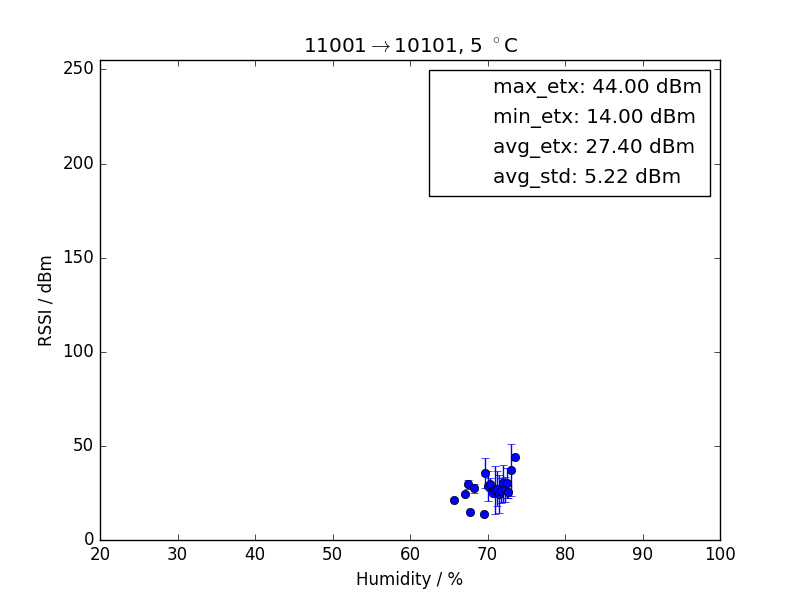 11001→10101, 5 °C
max_etx: 44.00 dBm
min_etx: 14.00 dBm
avg_etx: 27.40 dBm
avg_std: 5.22 dBm
RSSI / dBm
250
200
150
100
50
0
20 30 40 50 60 70 80 90 100
Humidity / %